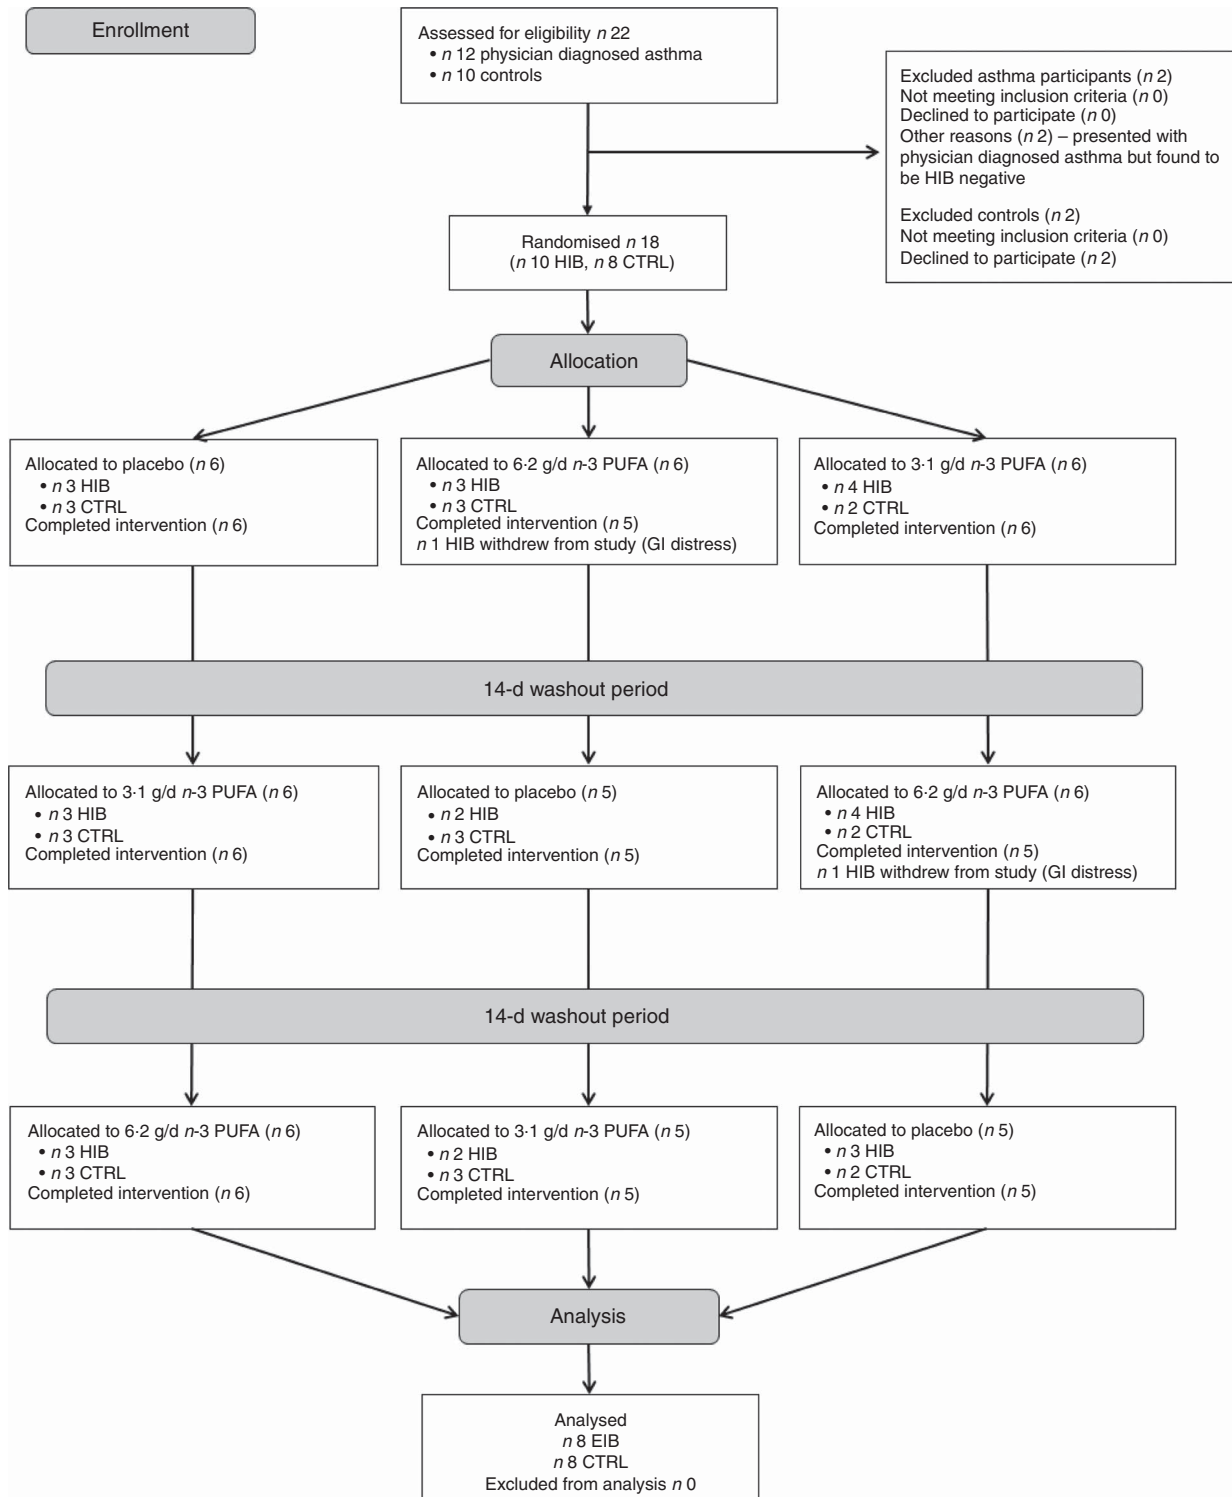 Enrollment
Assessed for eligibility n 22
• n 12 physician diagnosed asthma
• n 10 controls
Excluded asthma participants (n 2)
Not meeting inclusion criteria (n 0)
Declined to participate (n 0)
Other reasons (n 2) – presented with
physician diagnosed asthma but found to
be HIB negative
Excluded controls (n 2)
Not meeting inclusion criteria (n 0)
Declined to participate (n 2)
Randomised n 18
(n 10 HIB, n 8 CTRL)
Allocation
Allocated to placebo (n 6)
• n 3 HIB
• n 3 CTRL
Completed intervention (n 6)
Allocated to 6·2 g/d n-3 PUFA (n 6)
• n 3 HIB
• n 3 CTRL
Completed intervention (n 5)
n 1 HIB withdrew from study (GI distress)
Allocated to 3·1 g/d n-3 PUFA (n 6)
• n 4 HIB
• n 2 CTRL
Completed intervention (n 6)
14-d washout period
Allocated to 3·1 g/d n-3 PUFA (n 6)
• n 3 HIB
• n 3 CTRL
Completed intervention (n 6)
Allocated to placebo (n 5)
• n 2 HIB
• n 3 CTRL
Completed intervention (n 5)
Allocated to 6·2 g/d n-3 PUFA (n 6)
• n 4 HIB
• n 2 CTRL
Completed intervention (n 5)
n 1 HIB withdrew from study (GI distress)
14-d washout period
Allocated to 6·2 g/d n-3 PUFA (n 6)
• n 3 HIB
• n 3 CTRL
Completed intervention (n 6)
Allocated to 3·1 g/d n-3 PUFA (n 5)
• n 2 HIB
• n 3 CTRL
Completed intervention (n 5)
Allocated to placebo (n 5)
• n 3 HIB
• n 2 CTRL
Completed intervention (n 5)
Analysis
Analysed
n 8 EIB
n 8 CTRL
Excluded from analysis n 0